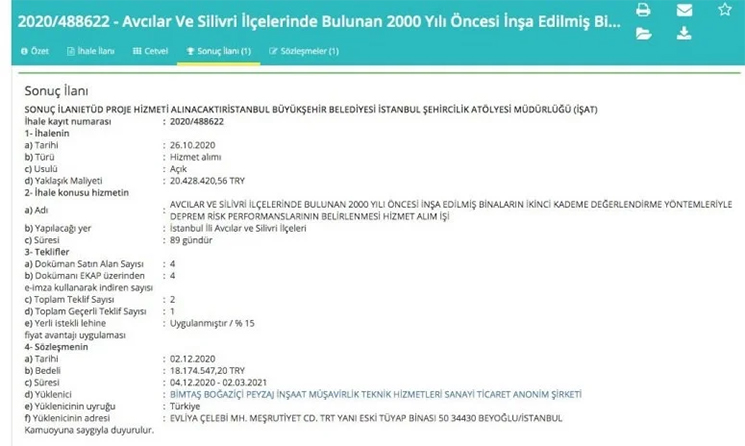 2020/488622 - Avcılar Ve Silivri İlçelerinde Bulunan 2000 Yılı Öncesi İnşa Edilmiş Bi...
Özet İhale İlanı Cetvel Sonuç İlanı (1) Sözleşmeler (1)
Sonuç İlanı
SONUÇ İLANIETÜD PROJE HİZMETİ ALINACAKTIRİSTANBUL BÜYÜKŞEHİR BELEDİYESİ İSTANBUL ŞEHİRCİLİK ATÖLYESİ MÜDÜRLÜĞÜ (İŞAT)
İhale kayıt numarası : 2020/488622
1- İhalenin
a) Tarihi : 26.10.2020
b) Türü : Hizmet alımı
c) Usulü : Açık
d) Yaklaşık Maliyeti : 20.428.420,56 TRY
2- İhale konusu hizmetin
a) Adı : AVCILAR VE SİLİVRİ İLÇELERİNDE BULUNAN 2000 YILI ÖNCESİ İNŞA EDİLMİŞ BİNALARIN İKİNCİ KADEME DEĞERLENDİRME YÖNTEMLERİYLE
DEPREM RİSK PERFORMANSLARININ BELİRLENMESİ HİZMET ALIM İŞİ
b) Yapılacağı yer : İstanbul İli Avcılar ve Silivri İlçeleri
c) Süresi : 89 gündür
3- Teklifler
a) Doküman Satın Alan Sayısı : 4
b) Dokümanı EKAP üzerinden : 4
e-imza kullanarak indiren sayısı
c) Toplam Teklif Sayısı : 2
d) Toplam Geçerli Teklif Sayısı : 1
e) Yerli istekli lehine : Uygulanmıştır / % 15
fiyat avantajı uygulaması
4- Sözleşmenin
a) Tarihi : 02.12.2020
b) Bedeli : 18.174.547,20 TRY
c) Süresi : 04.12.2020 - 02.03.2021
d) Yüklenici : BİMTAŞ BOĞAZİÇİ PEYZAJ İNŞAAT MÜŞAVİRLİK TEKNİK HİZMETLERİ SANAYİ TİCARET ANONİM ŞİRKETİ
e) Yüklenicinin uyruğu : Türkiye
f) Yüklenicinin adresi : EVLİYA ÇELEBİ MH. MEŞRUTİYET CD. TRT YANI ESKİ TÜYAP BİNASI 50 34430 BEYOĞLU/İSTANBUL
Kamuoyuna saygıyla duyurulur.